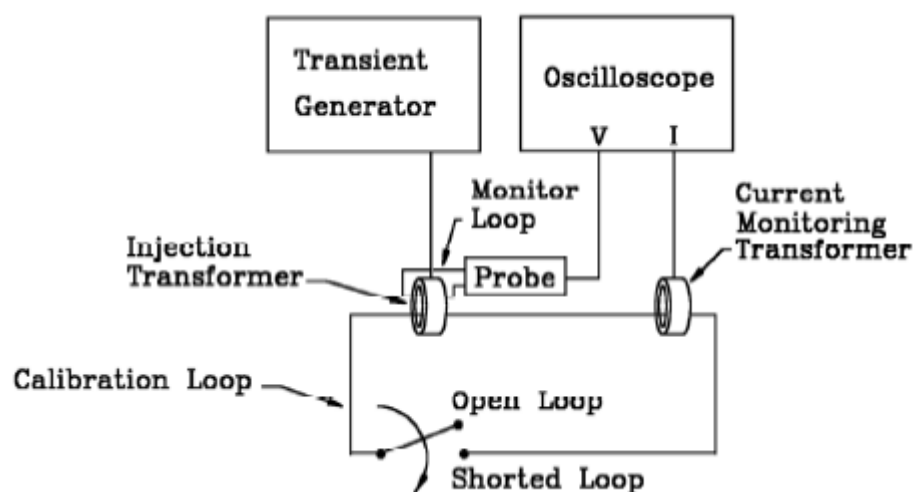 Transient
Generator
Oscilloscope
V I
Monitor
Loop
Current
Monitoring
Transformer
Injection
Transformer
Probe
Calibration Loop
Open Loop
Shorted Loop